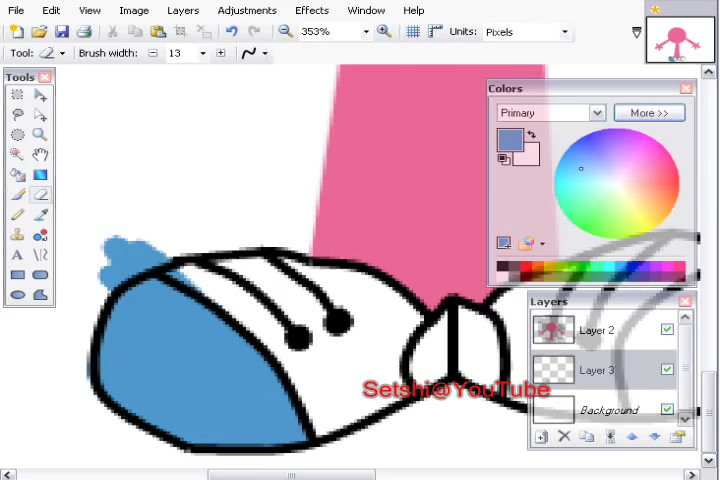 File Edit View Image Layers Adjustments Effects Window Help
353% Units: Pixels
Tool: Brush width: 13
Tools
Colors
Primary More >>
Layers
Layer 2
Layer 3
Background
Setshi@YouTube